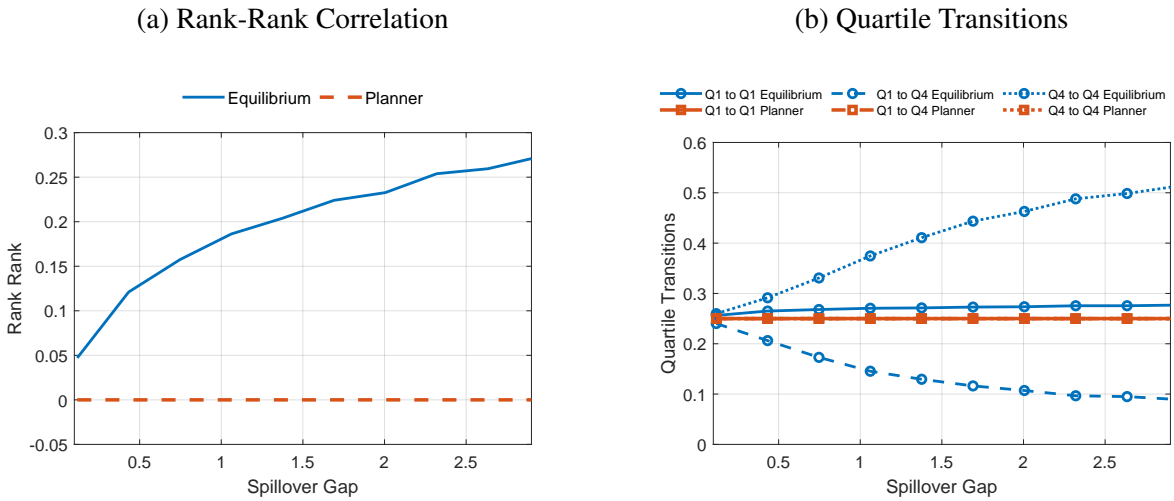 (a) Rank-Rank Correlation
Equilibrium
Planner
0.3
0.25
0.2
0.15
0.1
0.05
0
-0.05
Rank Rank
0.5
1
1.5
2
2.5
Spillover Gap
(b) Quartile Transitions
Q1 to Q1 Equilibrium
Q1 to Q4 Equilibrium
Q4 to Q4 Equilibrium
Q1 to Q1 Planner
Q1 to Q4 Planner
Q4 to Q4 Planner
0.6
0.5
0.4
0.3
0.2
0.1
0
Quartile Transitions
0.5
1
1.5
2
2.5
Spillover Gap